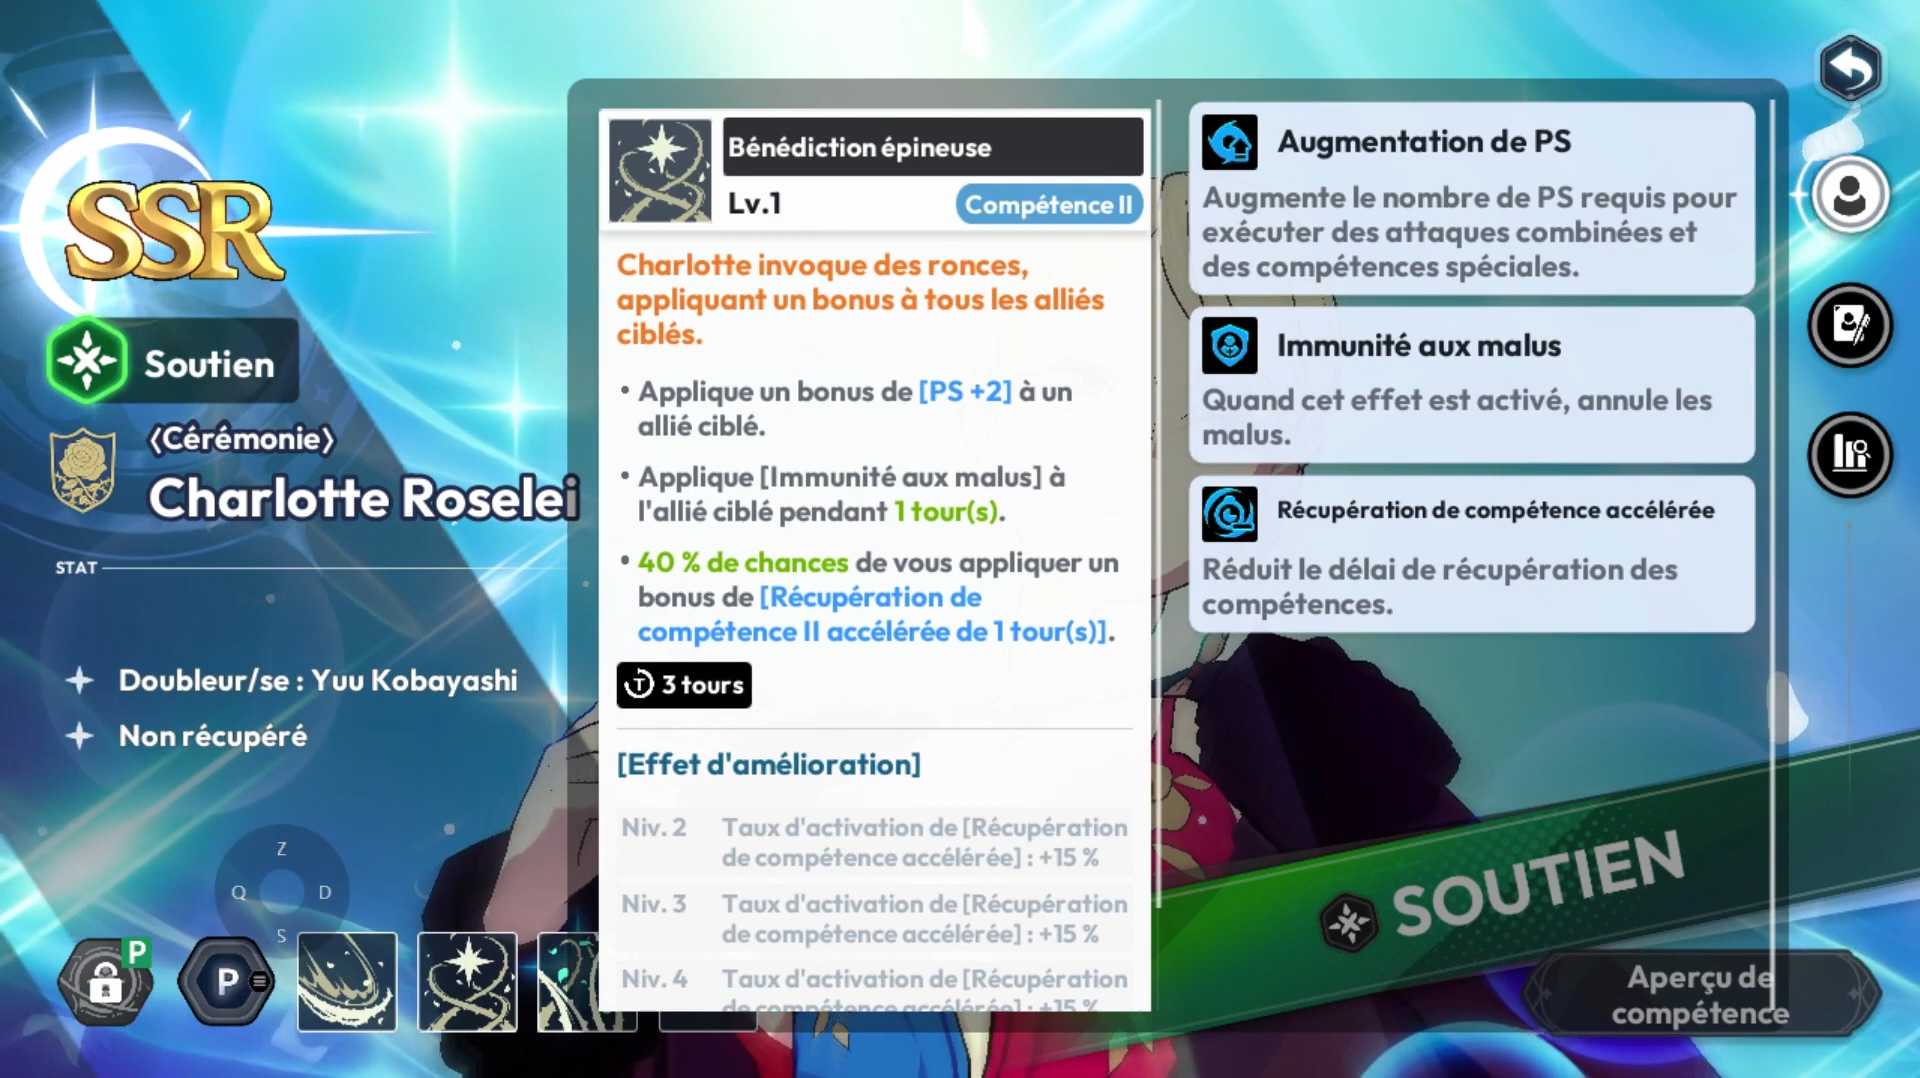 SSR
Soutien
〈Cérémonie〉
Charlotte Roselei
STAT
Doubleur/se : Yuu Kobayashi
Non récupéré
Z
Q
D
S
P
P
Bénédiction épineuse
Lv.1
Compétence II
Charlotte invoque des ronces,
appliquant un bonus à tous les alliés
ciblés.
• Applique un bonus de [PS +2] à un
allié ciblé.
• Applique [Immunité aux malus] à
l'allié ciblé pendant 1 tour(s).
• 40 % de chances de vous appliquer un
bonus de [Récupération de
compétence II accélérée de 1 tour(s)].
T 3 tours
[Effet d'amélioration]
Niv. 2 Taux d'activation de [Récupération
de compétence accélérée] : +15 %
Niv. 3 Taux d'activation de [Récupération
de compétence accélérée] : +15 %
Niv. 4 Taux d'activation de [Récupération
de compétence accélérée] : +15 %
Augmentation de PS
Augmente le nombre de PS requis pour
exécuter des attaques combinées et
des compétences spéciales.
Immunité aux malus
Quand cet effet est activé, annule les
malus.
Récupération de compétence accélérée
Réduit le délai de récupération des
compétences.
SOUTIEN
Aperçu de
compétence